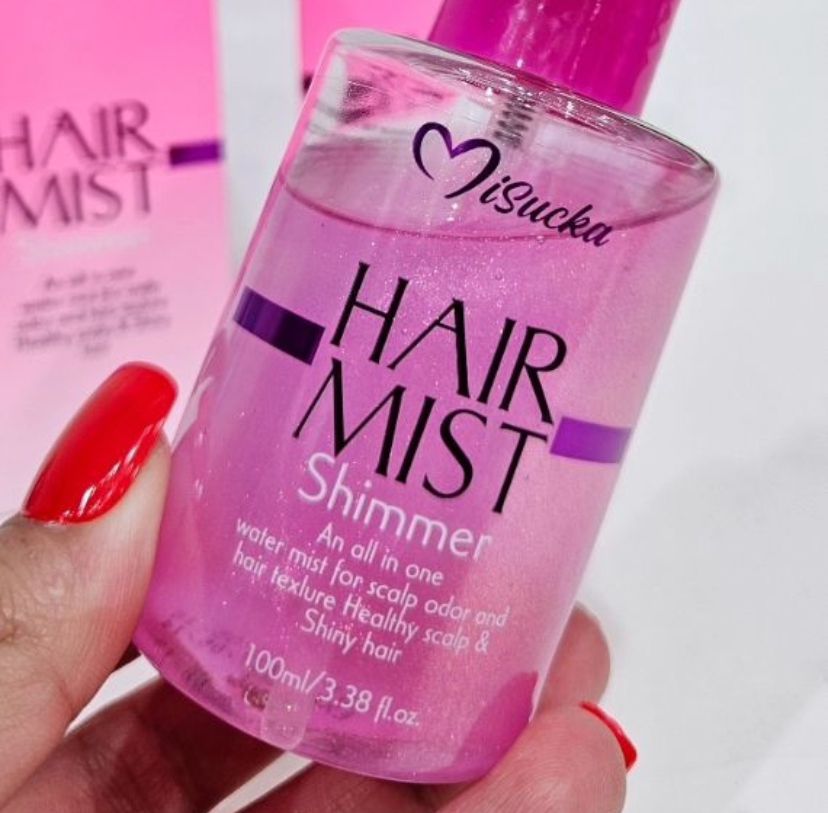 MiSucka
HAIR
MIST
Shimmer
An all in one
water mist for scalp odor and
hair texlure Healthy scalp &
Shiny hair
100ml/3.38 fl.oz.
HAIR
MIST